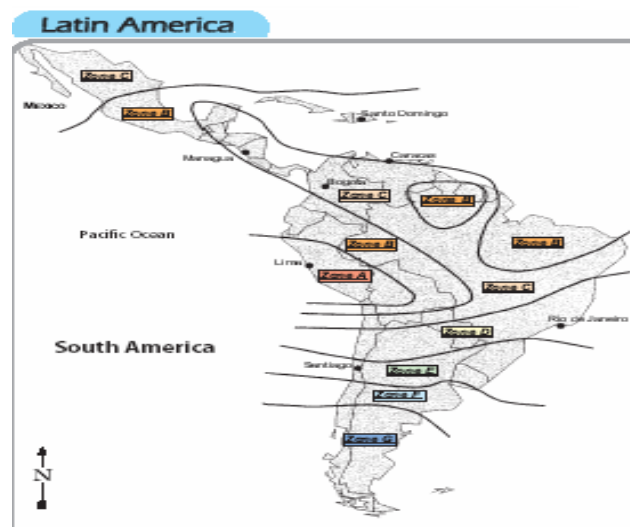 Latin America
Zone C
MEXICO
Zone B
Santo Domingo
Managua
Caracas
Bogota
Zone C
Zone B
Pacific Ocean
Zone B
Zone B
Lima
Zone A
Zone C
Rio de Janeiro
Zone D
South America
Santiago
Zone E
Zone F
Zone G
N